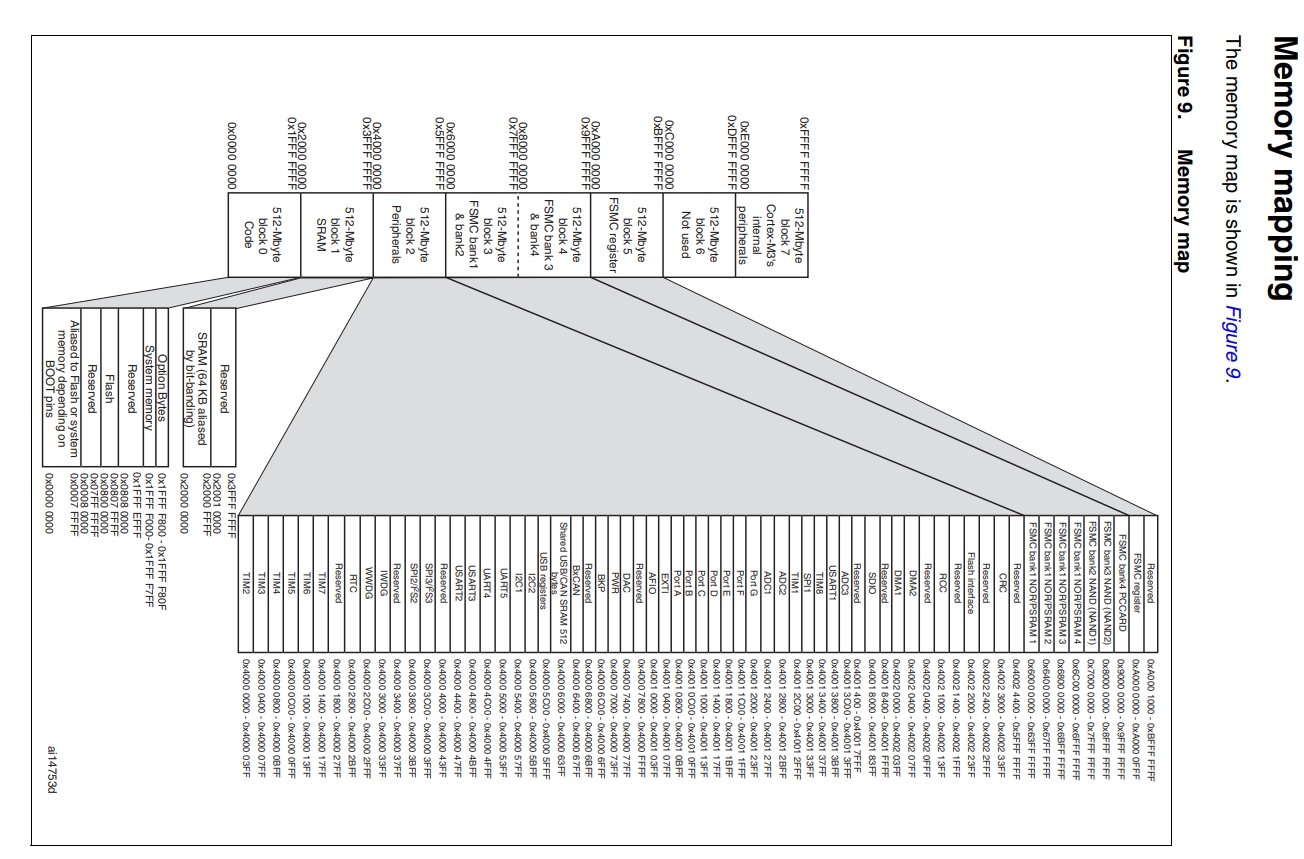 Memory mapping
The memory map is shown in Figure 9.
Figure 9. Memory map
Reserved 0xA000 1000 - 0xBFFF FFFF
FSMC register 0xA000 0000 - 0xA000 0FFF
FSMC bank4 PCCARD 0x9000 0000 - 0x9FFF FFFF
FSMC bank3 NAND (NAND2) 0x8000 0000 - 0x8FFF FFFF
FSMC bank2 NAND (NAND1) 0x7000 0000 - 0x7FFF FFFF
FSMC bank1 NOR/PSRAM 4 0x6C00 0000 - 0x6FFF FFFF
FSMC bank1 NOR/PSRAM 3 0x6800 0000 - 0x6BFF FFFF
FSMC bank1 NOR/PSRAM 2 0x6400 0000 - 0x67FF FFFF
FSMC bank1 NOR/PSRAM 1 0x6000 0000 - 0x63FF FFFF
Reserved 0x4002 4400 - 0x5FFF FFFF
CRC 0x4002 3000 - 0x4002 33FF
Reserved 0x4002 2400 - 0x4002 2FFF
Flash interface 0x4002 2000 - 0x4002 23FF
Reserved 0x4002 1400 - 0x4002 1FFF
RCC 0x4002 1000 - 0x4002 13FF
Reserved 0x4002 0400 - 0x4002 0FFF
DMA2 0x4002 0400 - 0x4002 07FF
DMA1 0x4002 0000 - 0x4002 03FF
Reserved 0x4001 8400 - 0x4001 FFFF
SDIO 0x4001 8000 - 0x4001 83FF
Reserved 0x4001 400 - 0x4001 7FFF
ADC3 0x4001 3C00 - 0x4001 3FFF
USART1 0x4001 3800 - 0x4001 3BFF
TIM8 0x4001 3400 - 0x4001 37FF
SPI1 0x4001 3000 - 0x4001 33FF
TIM1 0x4001 2C00 - 0x4001 2FFF
ADC2 0x4001 2800 - 0x4001 2BFF
ADC1 0x4001 2400 - 0x4001 27FF
Port G 0x4001 2000 - 0x4001 23FF
Port F 0x4001 1C00 - 0x4001 1FFF
Port E 0x4001 1800 - 0x4001 1BFF
Port D 0x4001 1400 - 0x4001 17FF
Port C 0x4001 1000 - 0x4001 13FF
Port B 0x4001 0C00 - 0x4001 0FFF
Port A 0x4001 0800 - 0x4001 0BFF
EXTI 0x4001 0400 - 0x4001 07FF
AFIO 0x4001 0000 - 0x4001 03FF
Reserved 0x4000 7800 - 0x4000 FFFF
DAC 0x4000 7400 - 0x4000 77FF
PWR 0x4000 7000 - 0x4000 73FF
BKP 0x4000 6C00 - 0x4000 6FFF
Reserved 0x4000 6800 - 0x4000 6BFF
BxCAN 0x4000 6400 - 0x4000 67FF
Shared USB/CAN SRAM 512
bytes 0x4000 6000 - 0x4000 63FF
USB registers 0x4000 5C00 - 0x4000 5FFF
I2C2 0x4000 5800 - 0x4000 5BFF
I2C1 0x4000 5400 - 0x4000 57FF
UART5 0x4000 5000 - 0x4000 53FF
UART4 0x4000 4C00 - 0x4000 4FFF
USART3 0x4000 4800 - 0x4000 4BFF
USART2 0x4000 4400 - 0x4000 47FF
Reserved 0x4000 4000 - 0x4000 43FF
SPI3/I²S3 0x4000 3C00 - 0x4000 3FFF
SPI2/I²S2 0x4000 3800 - 0x4000 3BFF
Reserved 0x4000 3400 - 0x4000 37FF
IWDG 0x4000 3000 - 0x4000 33FF
WWDG 0x4000 2C00 - 0x4000 2FFF
RTC 0x4000 2800 - 0x4000 2BFF
Reserved 0x4000 1800 - 0x4000 27FF
TIM7 0x4000 1400 - 0x4000 17FF
TIM6 0x4000 1000 - 0x4000 13FF
TIM5 0x4000 0C00 - 0x4000 0FFF
TIM4 0x4000 0800 - 0x4000 0BFF
TIM3 0x4000 0400 - 0x4000 07FF
TIM2 0x4000 0000 - 0x4000 03FF
0xFFFF FFFF
512-Mbyte
block 7
Cortex-M3's
internal
peripherals
0xE000 0000
0xDFFF FFFF
512-Mbyte
block 6
Not used
0xC000 0000
0xBFFF FFFF
512-Mbyte
block 5
FSMC register
0xA000 0000
0x9FFF FFFF
512-Mbyte
block 4
FSMC bank 3
& bank4
0x8000 0000
0x7FFF FFFF
512-Mbyte
block 3
FSMC bank1
& bank2
0x6000 0000
0x5FFF FFFF
512-Mbyte
block 2
Peripherals
0x4000 0000
0x3FFF FFFF
512-Mbyte
block 1
SRAM
0x2000 0000
0x1FFF FFFF
512-Mbyte
block 0
Code
0x0000 0000
0x3FFF FFFF
Reserved
0x2001 0000
0x2000 FFFF
SRAM (64 KB aliased
by bit-banding)
0x2000 0000
Option Bytes 0x1FFF F800 - 0x1FFF F80F
System memory 0x1FFF F000- 0x1FFF F7FF
0x1FFF EFFF
Reserved
0x0808 0000
0x0807 FFFF
Flash
0x0800 0000
0x07FF FFFF
Reserved
0x0008 0000
0x0007 FFFF
Aliased to Flash or system
memory depending on
BOOT pins
0x0000 0000
ai14753d